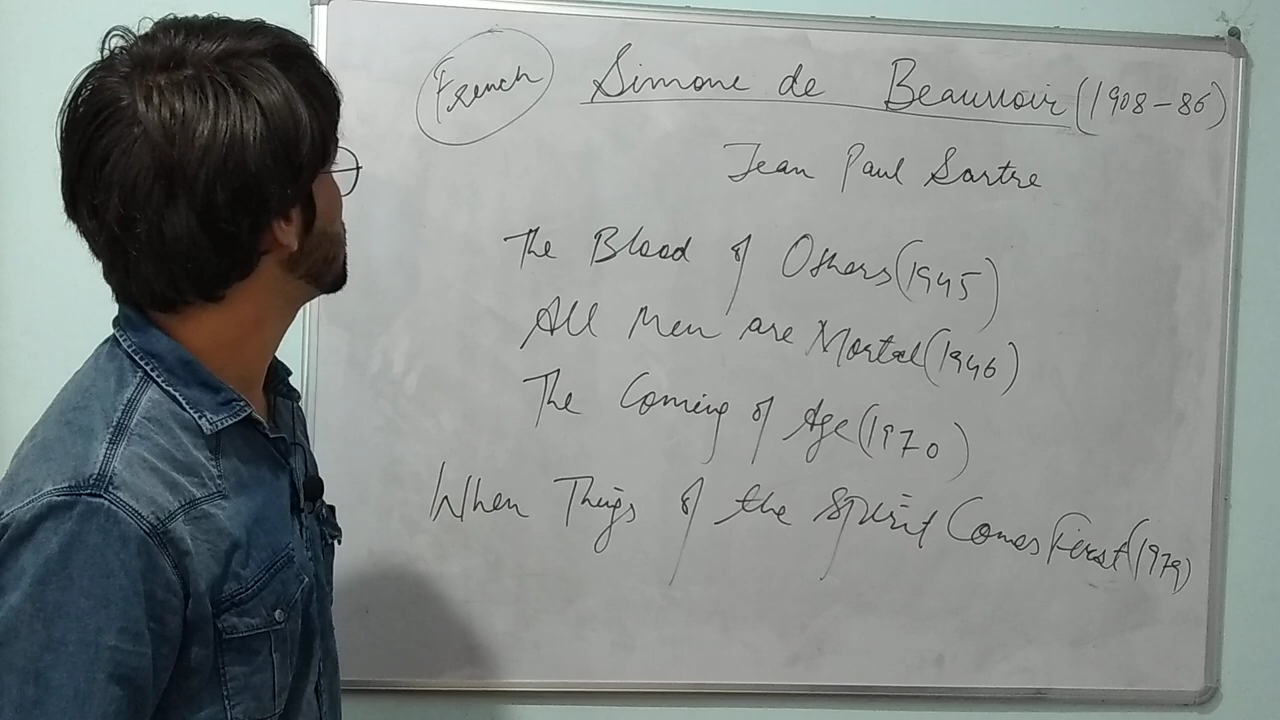 French Simone de Beauvoir (1908-86)
Jean Paul Sartre
The Blood of Others (1945)
All Men are Mortal (1946)
The Coming of Age (1970)
When Things of the Spirit Comes First (1979)